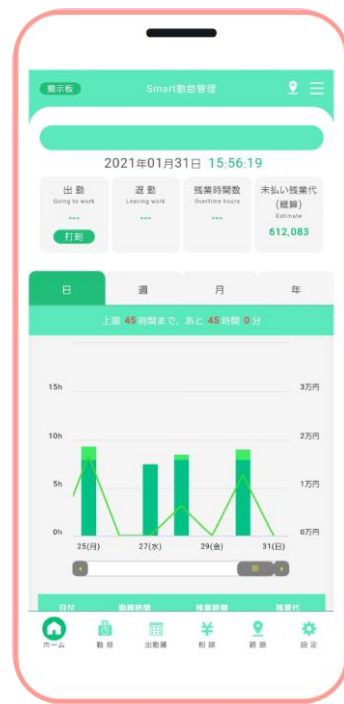 掲示板 Smart勤怠管理
2021年01月31日 15:56:19
出勤 退勤 残業時間数 未払い残業代
Going to work Leaving work Overtime hours (概算)
Estimate
--- --- --- 612,083
打刻
日 週 月 年
上限 45時間まで、あと 45時間 0分
15h 3万円
10h 2万円
5h 1万円
0h 0万円
25(月) 27(水) 29(金) 31(日)
日付 勤務時間 残業時間 残業代
ホーム 勤怠 出勤簿 相談 経路 設定